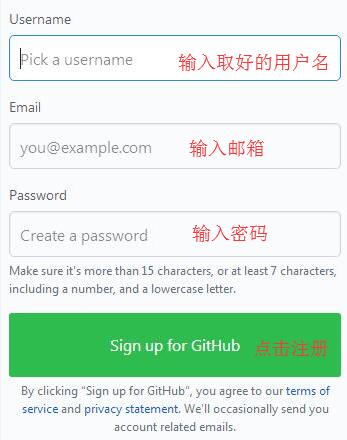 Username
Pick a username 输入取好的用户名
Email
you@example.com 输入邮箱
Password
Create a password 输入密码
Make sure it's more than 15 characters, or at least 7 characters,
including a number, and a lowercase letter.
Sign up for GitHub 点击注册
By clicking “Sign up for GitHub”, you agree to our terms of
service and privacy statement. We'll occasionally send you
account related emails.